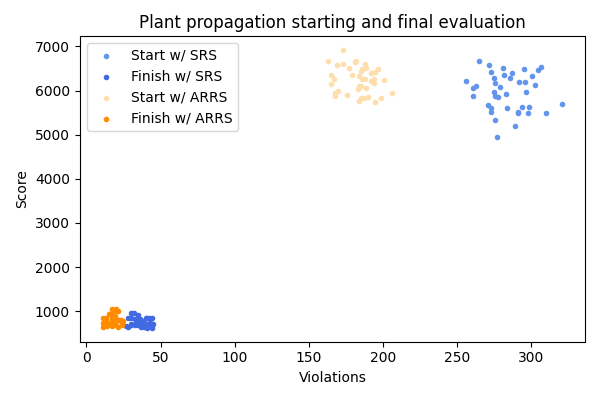 Plant propagation starting and final evaluation
Start w/ SRS
Finish w/ SRS
Start w/ ARRS
Finish w/ ARRS
Score
7000
6000
5000
4000
3000
2000
1000
0 50 100 150 200 250 300
Violations